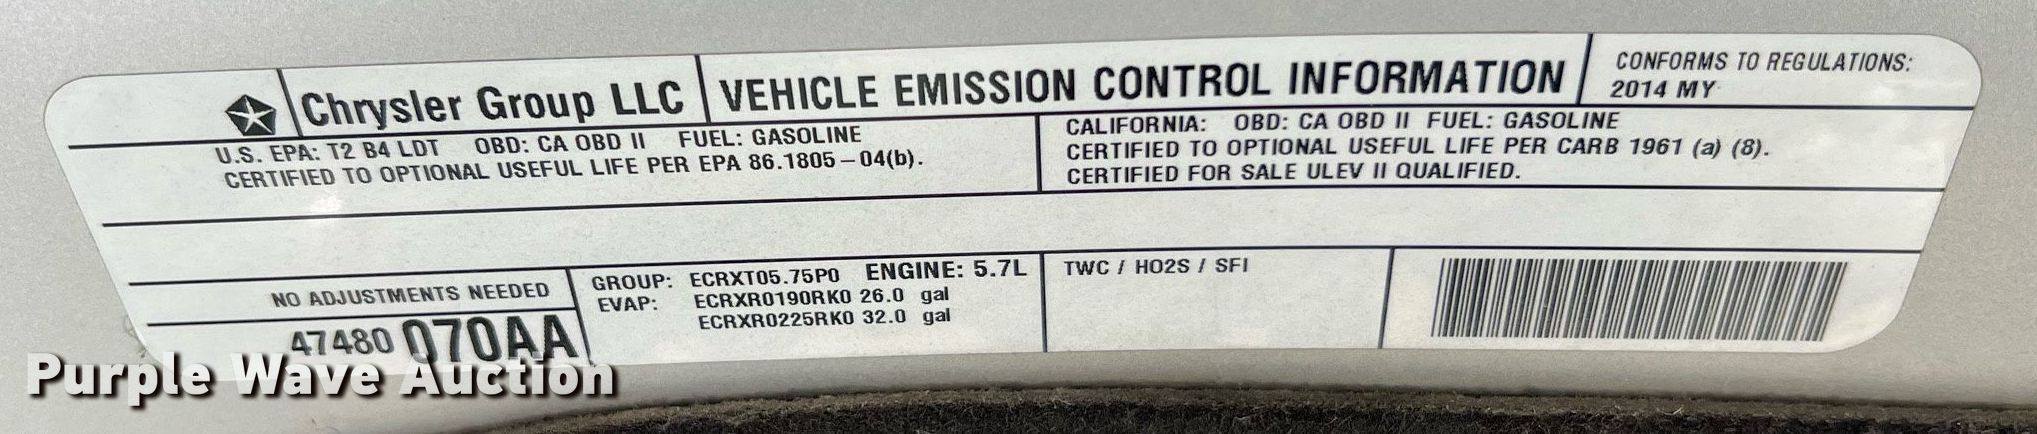 Chrysler Group LLC
VEHICLE EMISSION CONTROL INFORMATION
CONFORMS TO REGULATIONS:
2014 MY
U.S. EPA: T2 B4 LDT OBD: CA OBD II FUEL: GASOLINE
CERTIFIED TO OPTIONAL USEFUL LIFE PER EPA 86.1805-04(b).
CALIFORNIA: OBD: CA OBD II FUEL: GASOLINE
CERTIFIED TO OPTIONAL USEFUL LIFE PER CARB 1961 (a) (8).
CERTIFIED FOR SALE ULEV II QUALIFIED.
NO ADJUSTMENTS NEEDED
47480 070AA
GROUP: ECRXT05.75P0 ENGINE: 5.7L
EVAP: ECRXR0190RK0 26.0 gal
ECRXR0225RK0 32.0 gal
TWC / HO2S / SFI
Purple Wave Auction